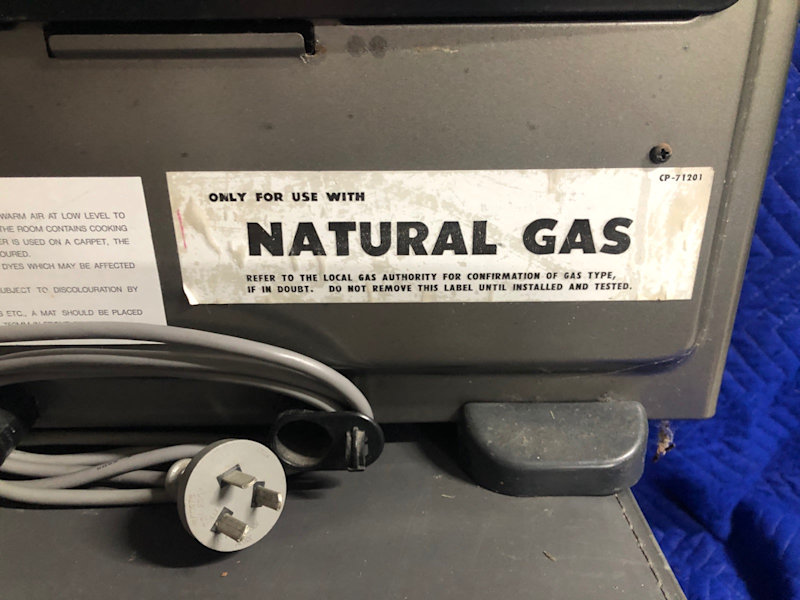 CP-71201
ONLY FOR USE WITH
NATURAL GAS
REFER TO THE LOCAL GAS AUTHORITY FOR CONFIRMATION OF GAS TYPE,
IF IN DOUBT. DO NOT REMOVE THIS LABEL UNTIL INSTALLED AND TESTED.
WARM AIR AT LOW LEVEL TO
THE ROOM CONTAINS COOKING
ER IS USED ON A CARPET, THE
OURED.
DYES WHICH MAY BE AFFECTED
UBJECT TO DISCOLOURATION BY
S ETC., A MAT SHOULD BE PLACED